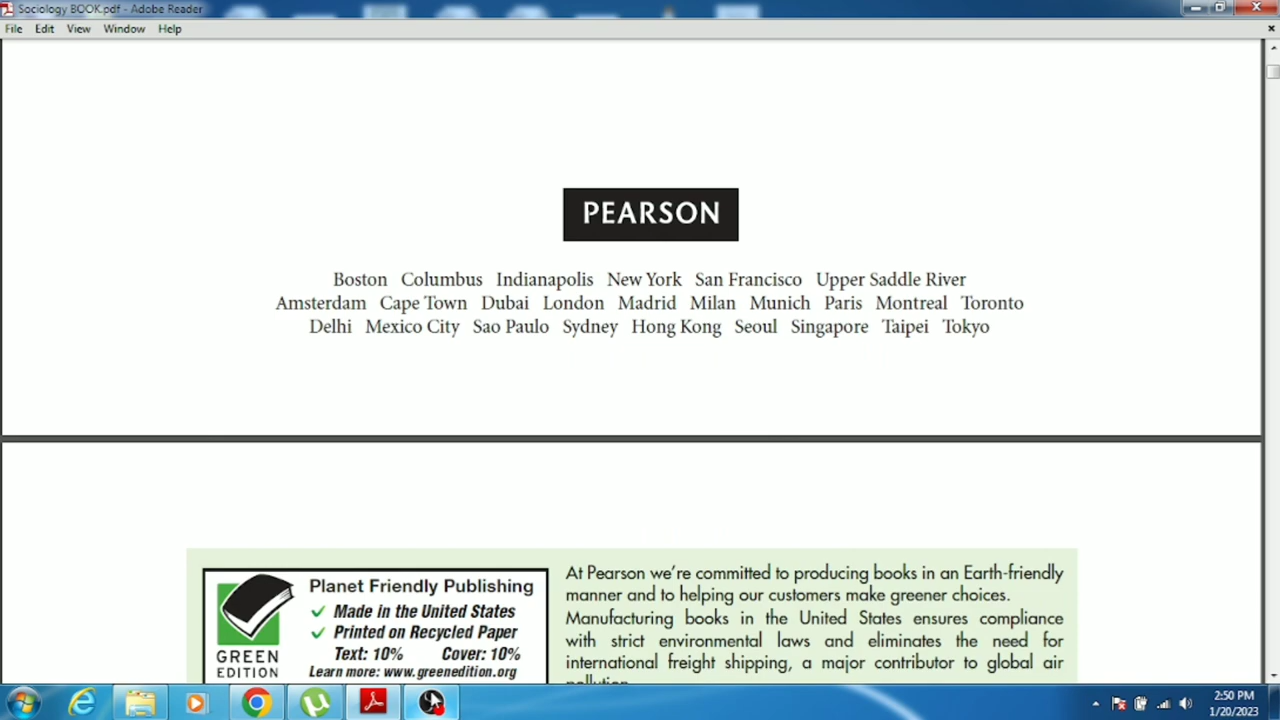 Sociology BOOK.pdf - Adobe Reader
File Edit View Window Help
PEARSON
Boston Columbus Indianapolis New York San Francisco Upper Saddle River
Amsterdam Cape Town Dubai London Madrid Milan Munich Paris Montreal Toronto
Delhi Mexico City Sao Paulo Sydney Hong Kong Seoul Singapore Taipei Tokyo
Planet Friendly Publishing
Made in the United States
Printed on Recycled Paper
Text: 10% Cover: 10%
Learn more: www.greenedition.org
GREEN
EDITION
At Pearson we're committed to producing books in an Earth-friendly
manner and to helping our customers make greener choices.
Manufacturing books in the United States ensures compliance
with strict environmental laws and eliminates the need for
international freight shipping, a major contributor to global air
pollution.
2:50 PM
1/20/2023